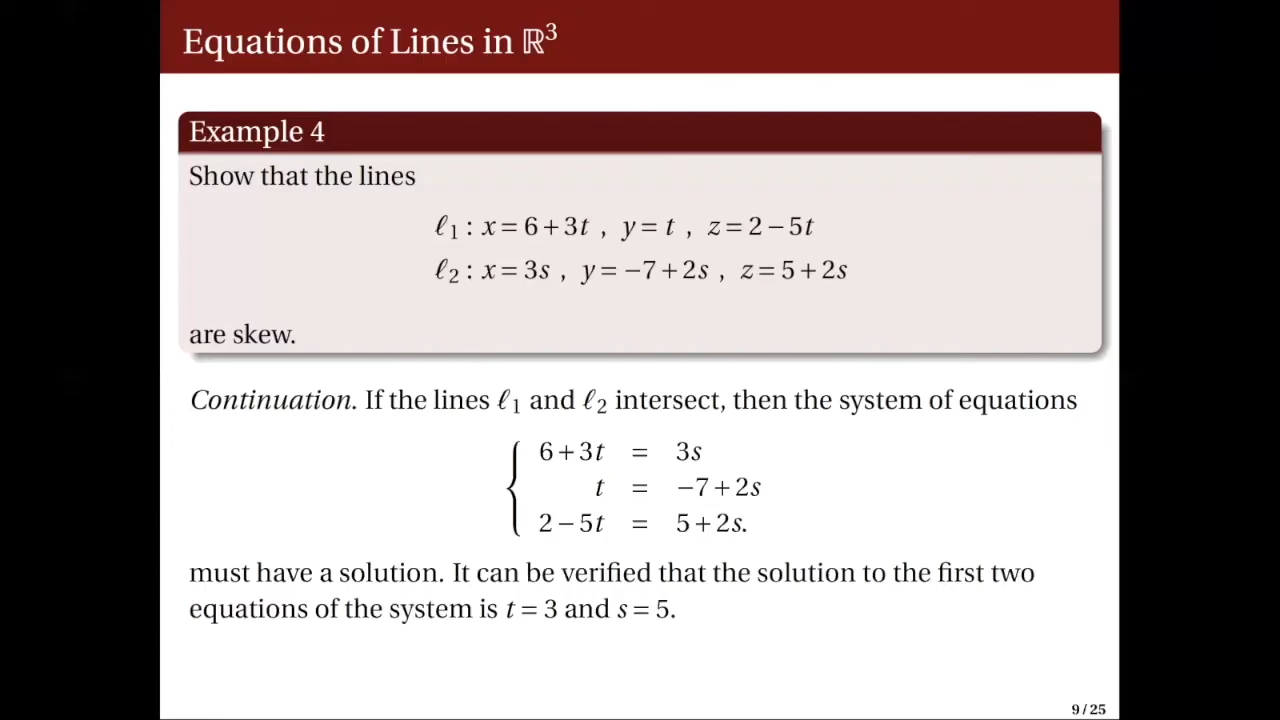 Equations of Lines in ℝ³
Example 4
Show that the lines
ℓ₁ : x = 6 + 3t , y = t , z = 2 − 5t
ℓ₂ : x = 3s , y = −7 + 2s , z = 5 + 2s
are skew.
Continuation. If the lines ℓ₁ and ℓ₂ intersect, then the system of equations
6 + 3t = 3s
t = −7 + 2s
2 − 5t = 5 + 2s.
must have a solution. It can be verified that the solution to the first two
equations of the system is t = 3 and s = 5.
9 / 25